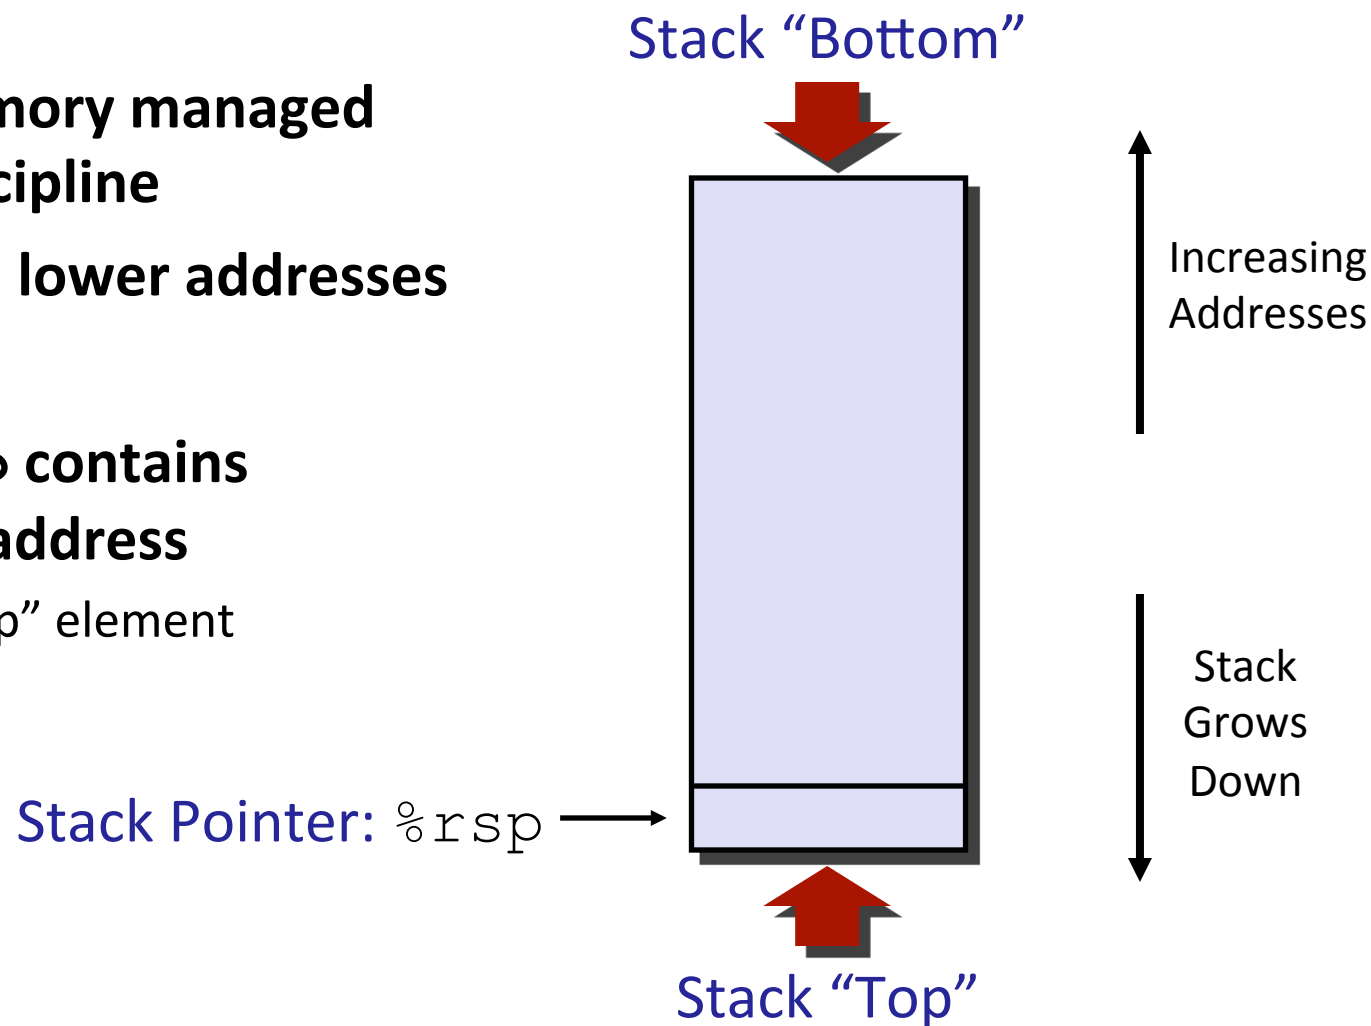 Stack “Bottom”
mory managed
cipline
lower addresses
contains
address
p” element
Increasing
Addresses
Stack
Grows
Down
Stack Pointer: %rsp
Stack “Top”